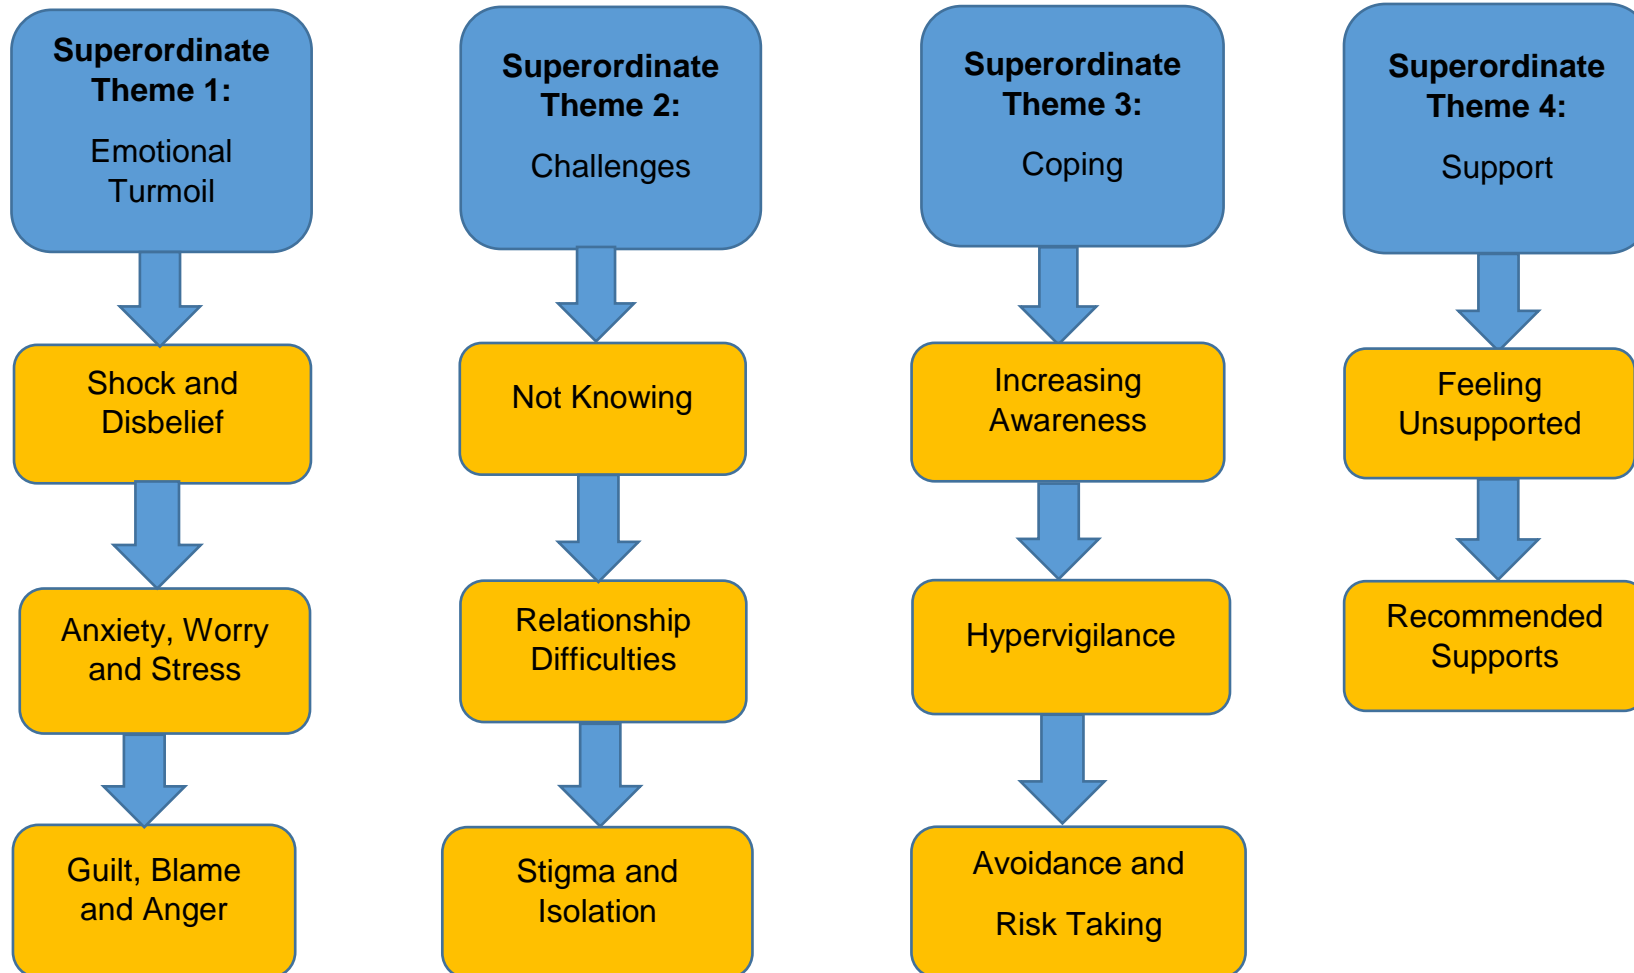 Superordinate
Theme 1:
Emotional
Turmoil
Shock and
Disbelief
Anxiety, Worry
and Stress
Guilt, Blame
and Anger
Superordinate
Theme 2:
Challenges
Not Knowing
Relationship
Difficulties
Stigma and
Isolation
Superordinate
Theme 3:
Coping
Increasing
Awareness
Hypervigilance
Avoidance and
Risk Taking
Superordinate
Theme 4:
Support
Feeling
Unsupported
Recommended
Supports